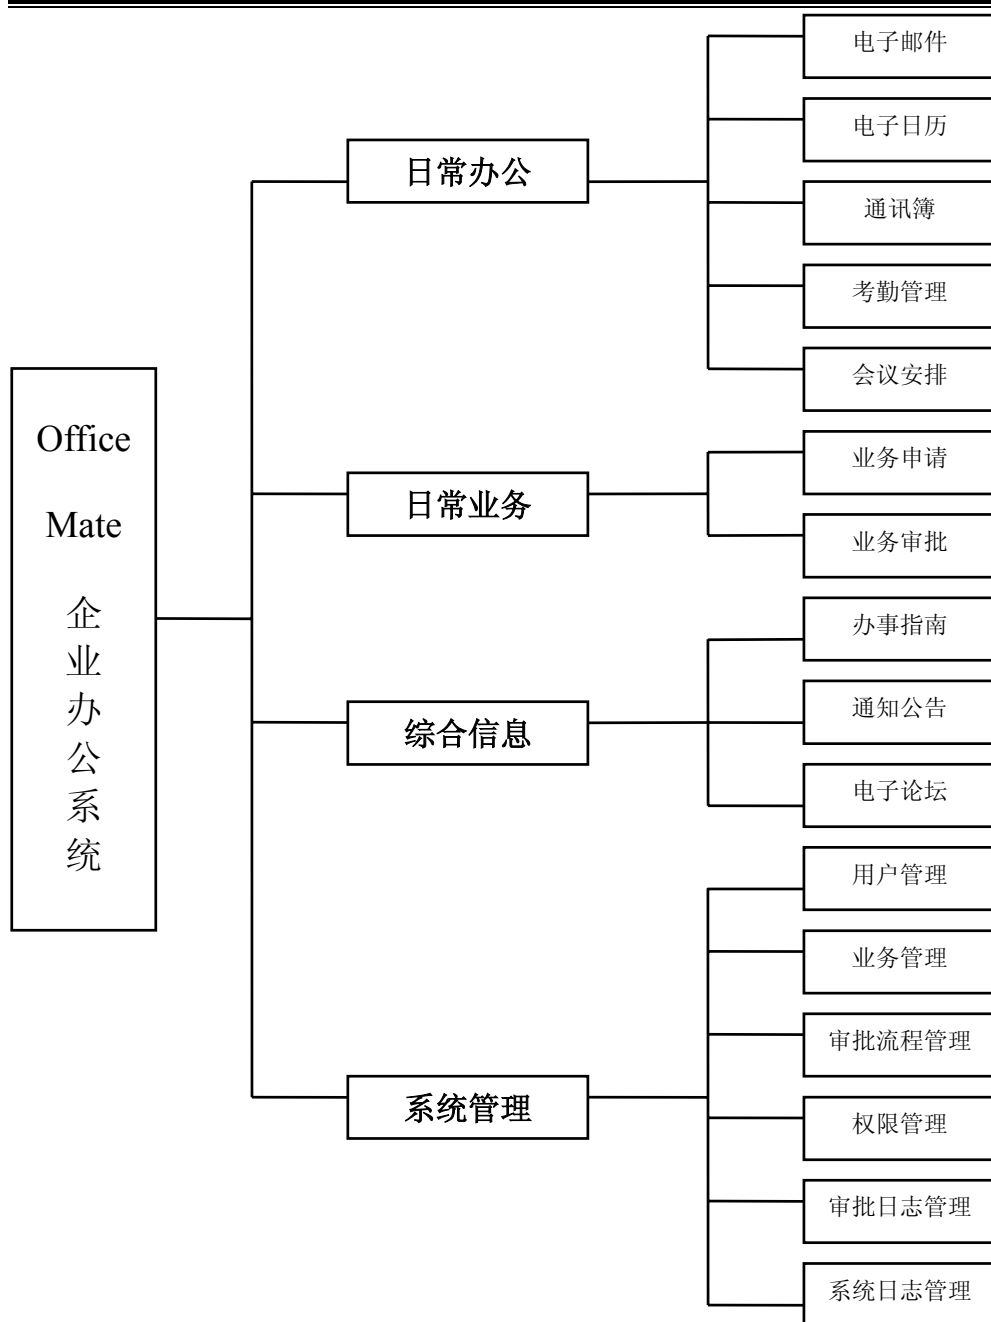 Office
Mate
企
业
办
公
系
统
日常办公
电子邮件
电子日历
通讯簿
考勤管理
会议安排
日常业务
业务申请
业务审批
综合信息
办事指南
通知公告
电子论坛
系统管理
用户管理
业务管理
审批流程管理
权限管理
审批日志管理
系统日志管理